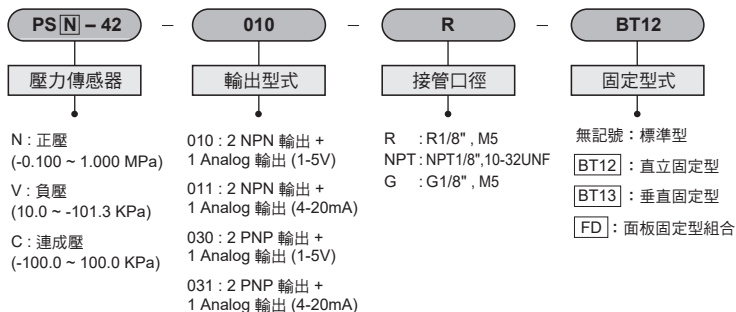 PS N – 42 – 010 – R – BT12
壓力傳感器 輸出型式 接管口徑 固定型式
N : 正壓
(-0.100 ~ 1.000 MPa)
V : 負壓
(10.0 ~ -101.3 KPa)
C : 連成壓
(-100.0 ~ 100.0 KPa)
010 : 2 NPN 輸出 +
1 Analog 輸出 (1-5V)
011 : 2 NPN 輸出 +
1 Analog 輸出 (4-20mA)
030 : 2 PNP 輸出 +
1 Analog 輸出 (1-5V)
031 : 2 PNP 輸出 +
1 Analog 輸出 (4-20mA)
R : R1/8" , M5
NPT : NPT1/8",10-32UNF
G : G1/8" , M5
無記號：標準型
BT12 ：直立固定型
BT13 ：垂直固定型
FD ：面板固定型組合